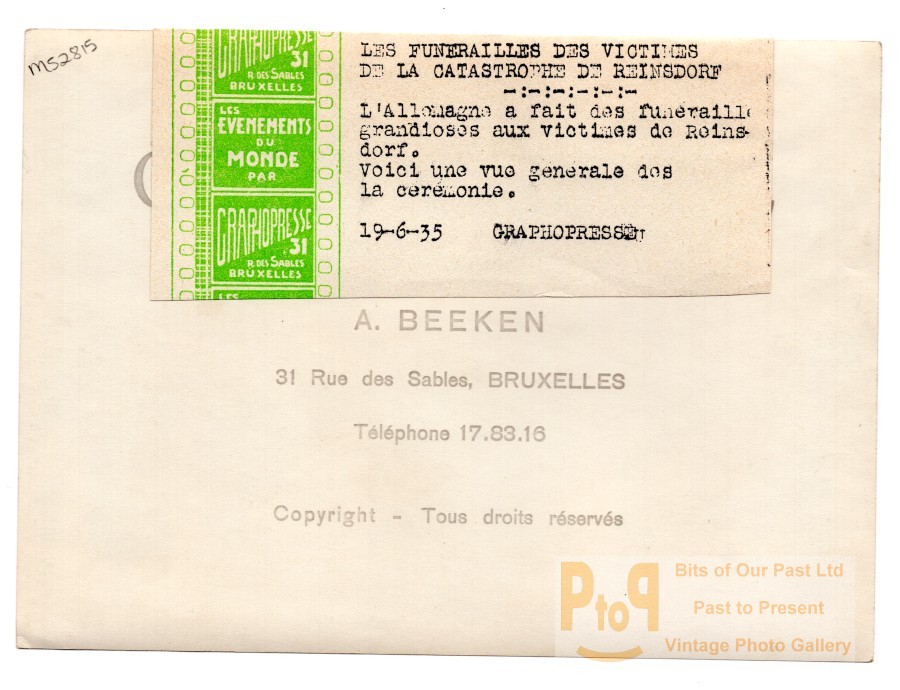 MS2815
GRAPHOPRESSE
31
R. DES SABLES
BRUXELLES
LES
EVENEMENTS
DU
MONDE
PAR
GRAPHOPRESSE
31
R. DES SABLES
BRUXELLES
LES
LES FUNERAILLES DES VICTIMES
DE LA CATASTROPHE DE REINSDORF
-:-:-:-:-:-
L'Allemagne a fait des funéraille
grandioses aux victimes de Reins-
dorf.
Voici une vue generale des
la cerémonie.
19-6-35 GRAPHOPRESSE
A. BEEKEN
31 Rue des Sables, BRUXELLES
Téléphone 17.83.16
Copyright - Tous droits réservés
PtoP
Bits of Our Past Ltd
Past to Present
Vintage Photo Gallery